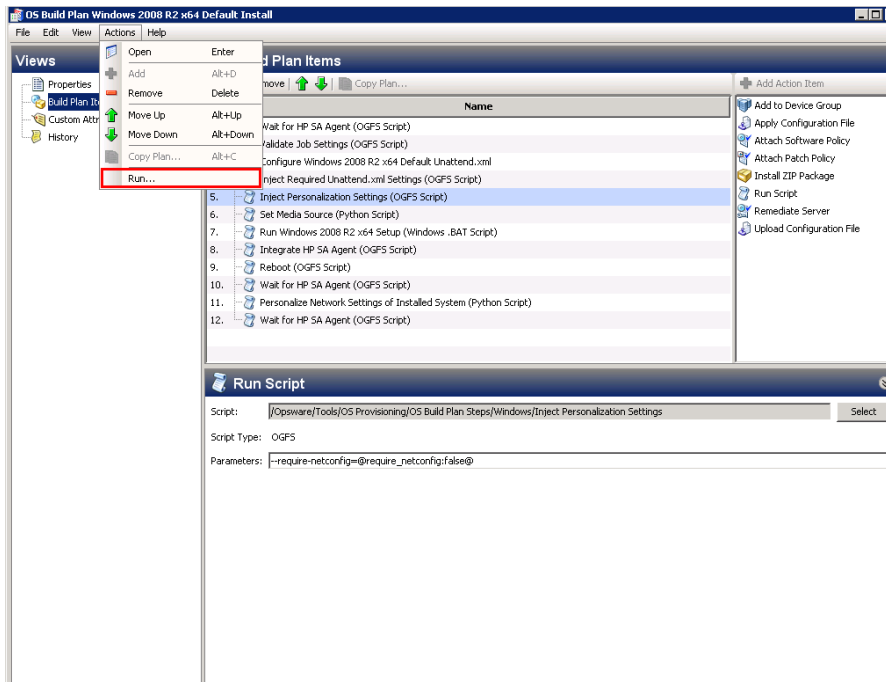 OS Build Plan Windows 2008 R2 x64 Default Install
File Edit View Actions Help
Views
Properties
Build Plan It
Custom Attr
History
Open Enter
Add Alt+D
Remove Delete
Move Up Alt+Up
Move Down Alt+Down
Copy Plan... Alt+C
Run...
d Plan Items
move Copy Plan...
Name
Wait for HP SA Agent (OGFS Script)
Validate Job Settings (OGFS Script)
Configure Windows 2008 R2 x64 Default Unattend.xml
Inject Required Unattend.xml Settings (OGFS Script)
5. Inject Personalization Settings (OGFS Script)
6. Set Media Source (Python Script)
7. Run Windows 2008 R2 x64 Setup (Windows .BAT Script)
8. Integrate HP SA Agent (OGFS Script)
9. Reboot (OGFS Script)
10. Wait for HP SA Agent (OGFS Script)
11. Personalize Network Settings of Installed System (Python Script)
12. Wait for HP SA Agent (OGFS Script)
Add Action Item
Add to Device Group
Apply Configuration File
Attach Software Policy
Attach Patch Policy
Install ZIP Package
Run Script
Remediate Server
Upload Configuration File
Run Script
Script: /Opsware/Tools/OS Provisioning/OS Build Plan Steps/Windows/Inject Personalization Settings Select
Script Type: OGFS
Parameters: --require-netconfig=@require_netconfig:false@